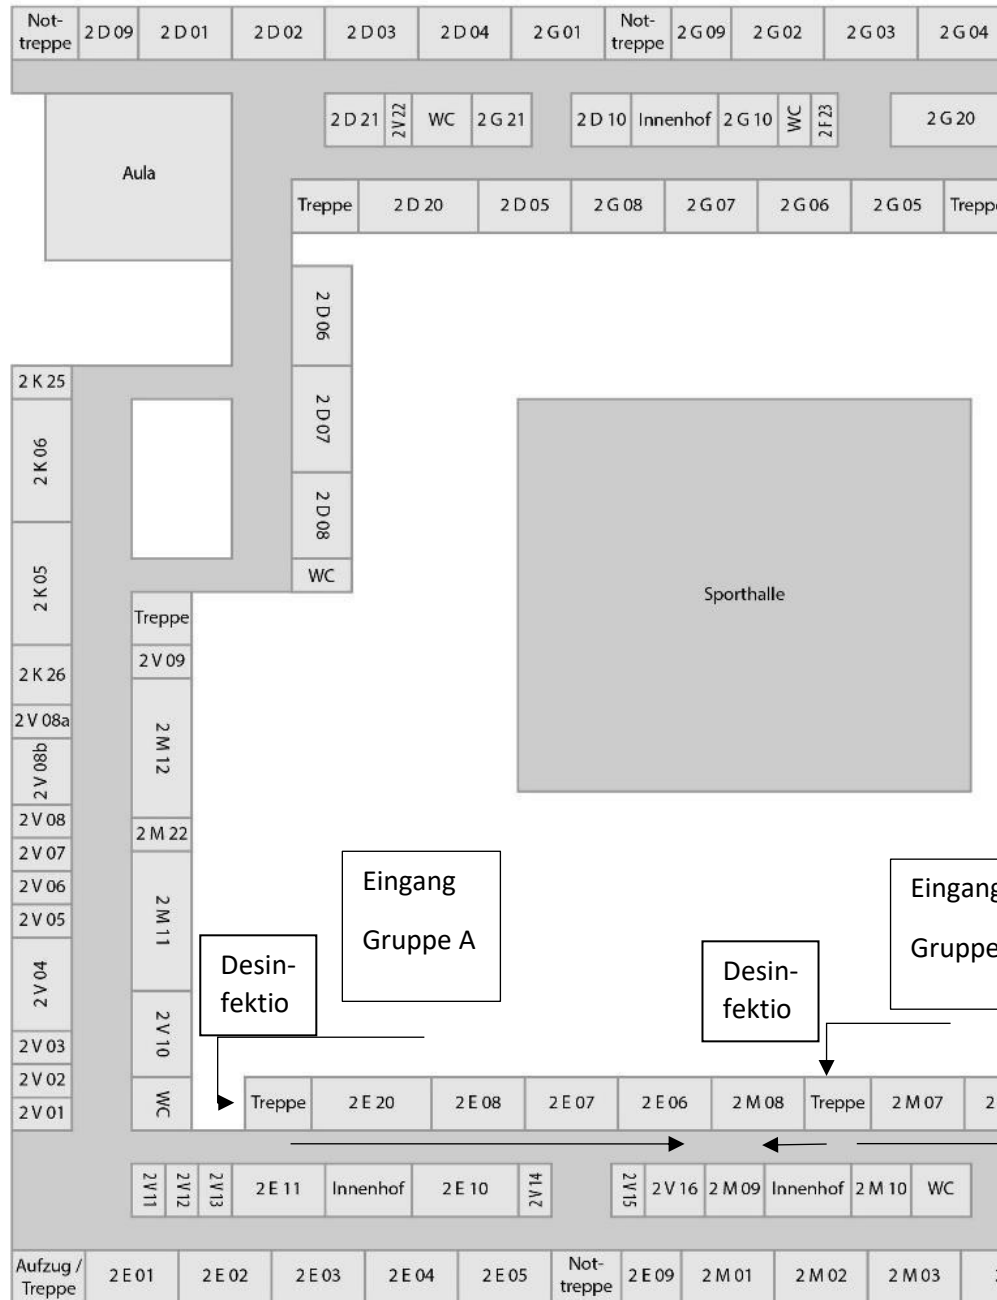 Not-
treppe
2 D 09
2 D 01
2 D 02
2 D 03
2 D 04
2 G 01
Not-
treppe
2 G 09
2 G 02
2 G 03
2 G 04
2 D 21
2 V 22
WC
2 G 21
2 D 10
Innenhof
2 G 10
WC
2 F 23
2 G 20
Aula
Treppe
2 D 20
2 D 05
2 G 08
2 G 07
2 G 06
2 G 05
Treppe
2 D 06
2 D 07
2 D 08
WC
2 K 25
2 K 06
2 K 05
2 K 26
2 V 08a
2 V 08b
2 V 08
2 V 07
2 V 06
2 V 05
2 V 04
2 V 03
2 V 02
2 V 01
Treppe
2 V 09
2 M 12
2 M 22
2 M 11
2 V 10
WC
Sporthalle
Eingang
Gruppe A
Desin-
fektio
Eingang
Gruppe
Desin-
fektio
Treppe
2 E 20
2 E 08
2 E 07
2 E 06
2 M 08
Treppe
2 M 07
2
2 V 11
2 V 12
2 V 13
2 E 11
Innenhof
2 E 10
2 V 14
2 V 15
2 V 16
2 M 09
Innenhof
2 M 10
WC
Aufzug /
Treppe
2 E 01
2 E 02
2 E 03
2 E 04
2 E 05
Not-
treppe
2 E 09
2 M 01
2 M 02
2 M 03